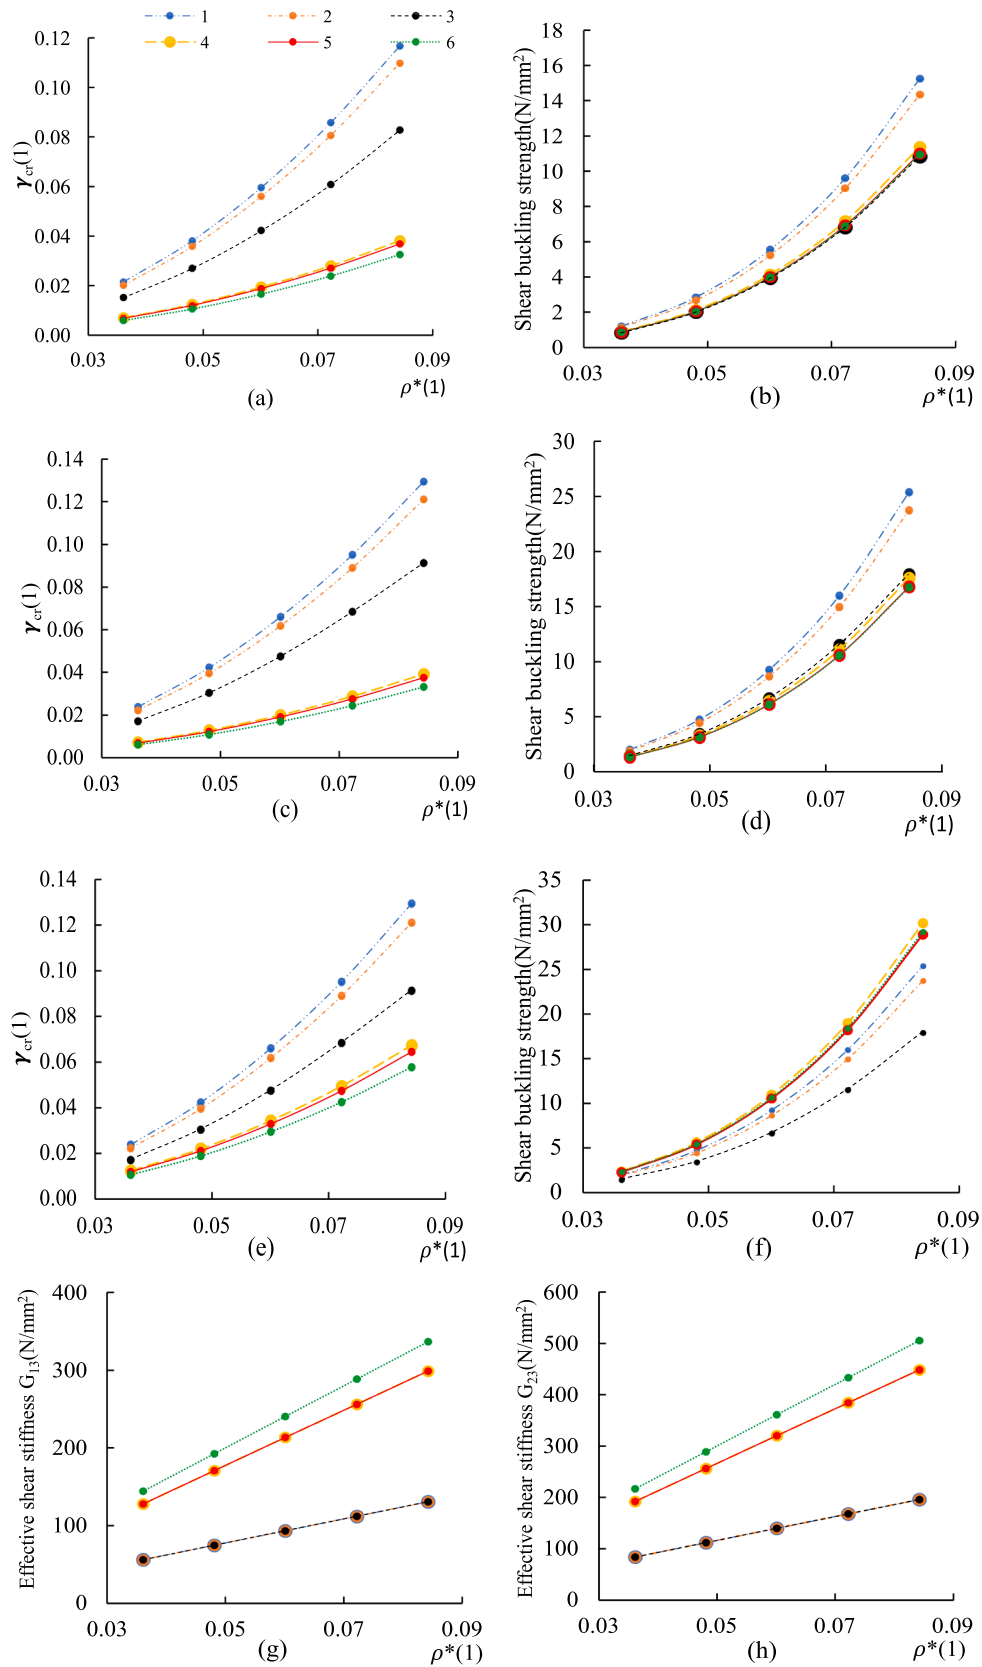 1 2 3
4 5 6
γcr(1)
0.12
0.10
0.08
0.06
0.04
0.02
0.00
0.03 0.05 0.07 0.09
ρ*(1)
(a)
Shear buckling strength(N/mm²)
18
16
14
12
10
8
6
4
2
0
0.03 0.05 0.07 0.09
ρ*(1)
(b)
γcr(1)
0.14
0.12
0.10
0.08
0.06
0.04
0.02
0.00
0.03 0.05 0.07 0.09
ρ*(1)
(c)
Shear buckling strength(N/mm²)
30
25
20
15
10
5
0
0.03 0.05 0.07 0.09
ρ*(1)
(d)
γcr(1)
0.14
0.12
0.10
0.08
0.06
0.04
0.02
0.00
0.03 0.05 0.07 0.09
ρ*(1)
(e)
Shear buckling strength(N/mm²)
35
30
25
20
15
10
5
0
0.03 0.05 0.07 0.09
ρ*(1)
(f)
Effective shear stiffness G₁₃(N/mm²)
400
300
200
100
0
0.03 0.05 0.07 0.09
ρ*(1)
(g)
Effective shear stiffness G₂₃(N/mm²)
600
500
400
300
200
100
0
0.03 0.05 0.07 0.09
ρ*(1)
(h)